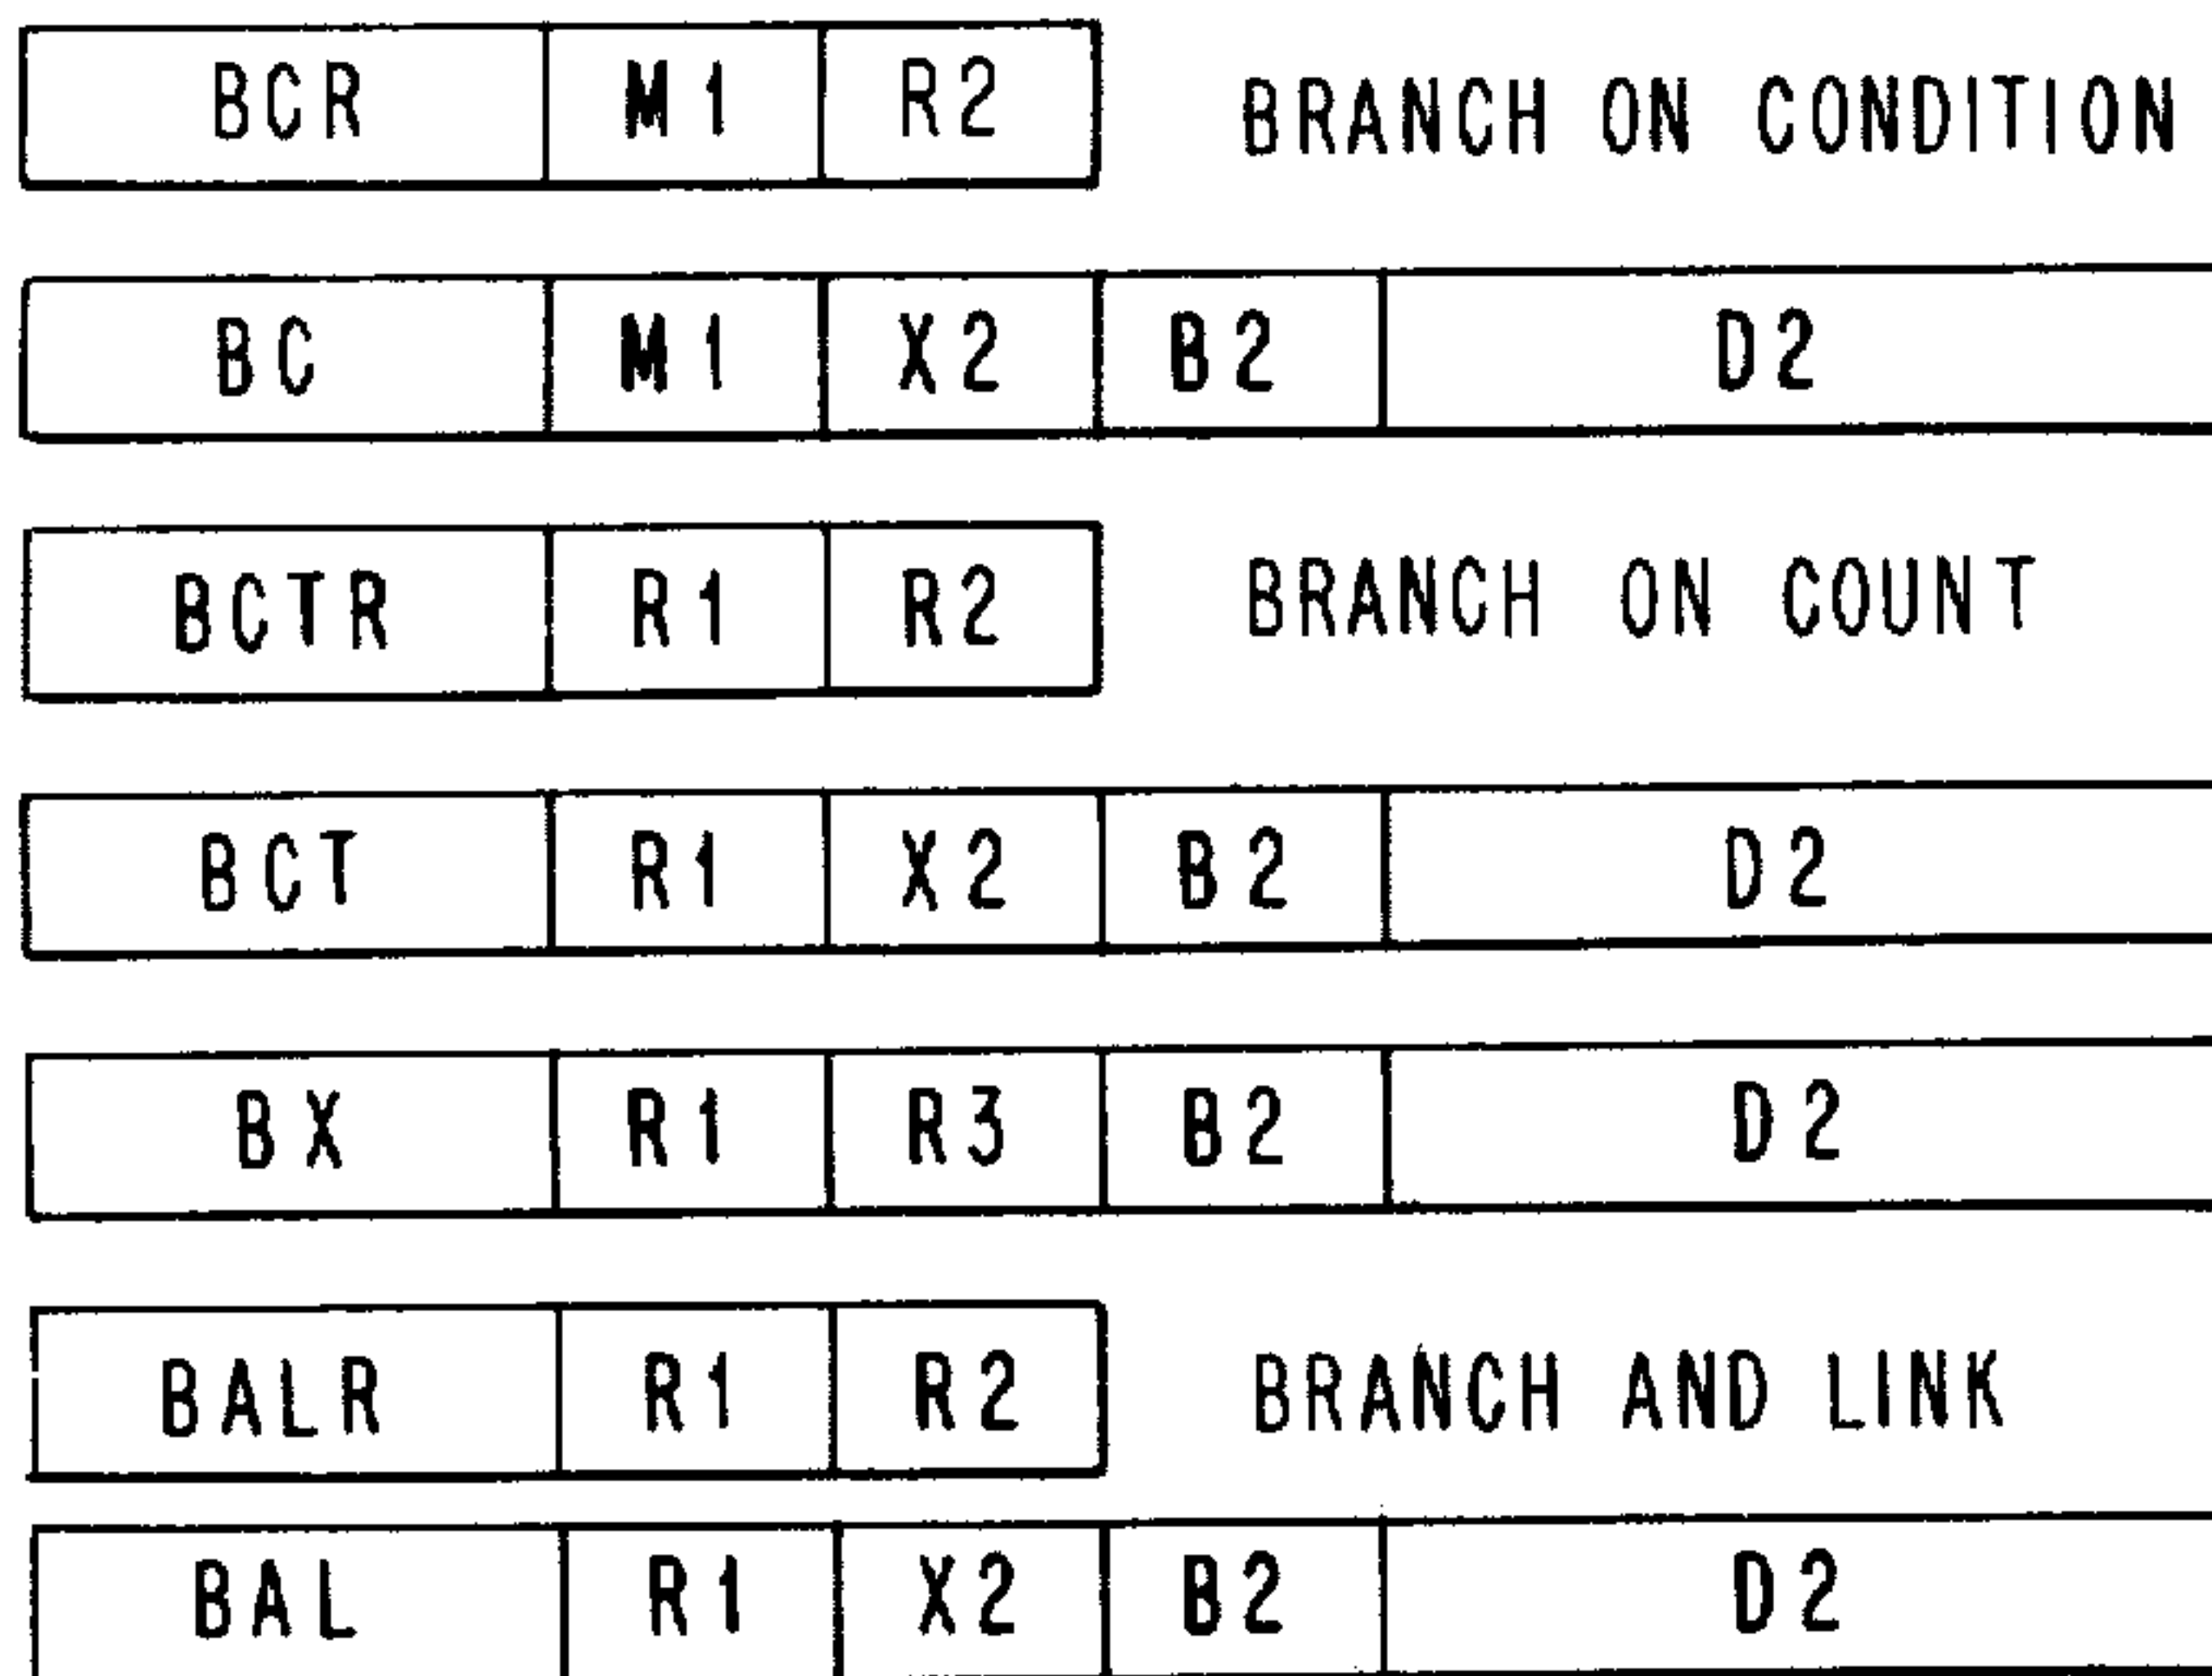 BCR M1 R2 BRANCH ON CONDITION
BC M1 X2 B2 D2
BCTR R1 R2 BRANCH ON COUNT
BCT R1 X2 B2 D2
BX R1 R3 B2 D2
BALR R1 R2 BRANCH AND LINK
BAL R1 X2 B2 D2